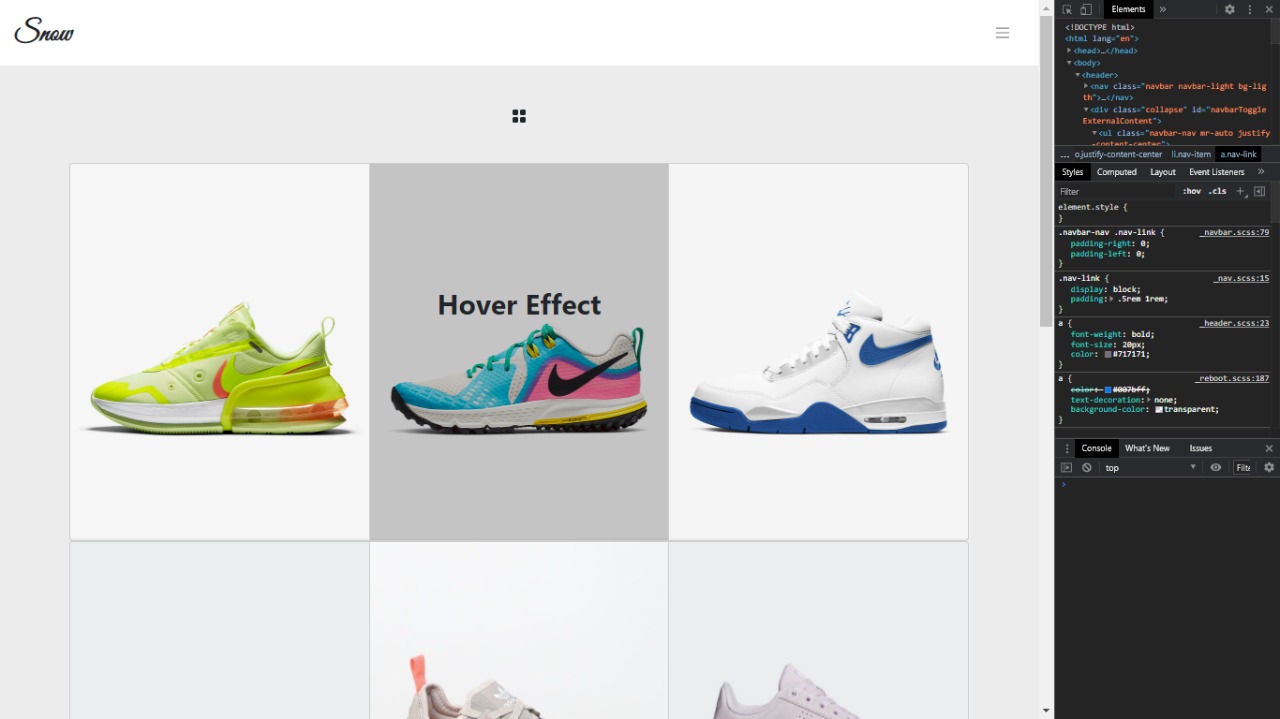 Snow
Hover Effect
Elements
<!DOCTYPE html>
<html lang="en">
<head>…</head>
<body>
<header>
<nav class="navbar navbar-light bg-lig
th">…</nav>
<div class="collapse" id="navbarToggle
ExternalContent">
<ul class="navbar-nav mr-auto justify
-content-center">
... o.justify-content-center li.nav-item a.nav-link
Styles Computed Layout Event Listeners
Filter :hov .cls
element.style {
}
.navbar-nav .nav-link { _navbar.scss:79
padding-right: 0;
padding-left: 0;
}
.nav-link { _nav.scss:15
display: block;
padding: .5rem 1rem;
}
a { _header.scss:23
font-weight: bold;
font-size: 20px;
color: #717171;
}
a { _reboot.scss:187
color: #007bff;
text-decoration: none;
background-color: transparent;
}
Console What's New Issues
top Filte